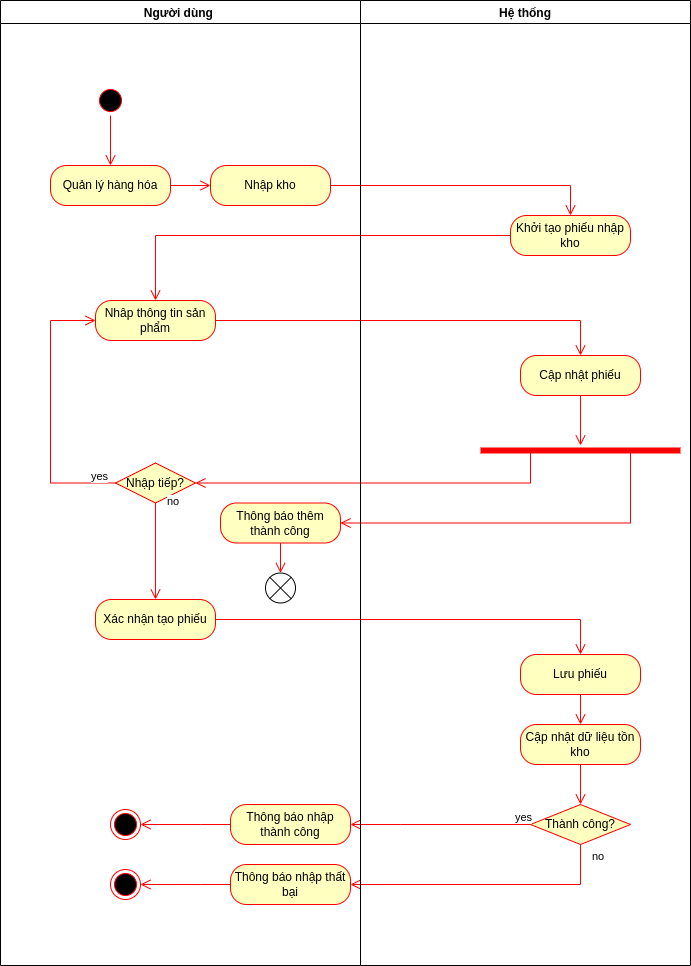 Người dùng
Hệ thống
Quản lý hàng hóa
Nhập kho
Khởi tạo phiếu nhập
kho
Nhâp thông tin sản
phẩm
Cập nhật phiếu
yes
Nhập tiếp?
no
Thông báo thêm
thành công
Xác nhận tạo phiếu
Lưu phiếu
Cập nhật dữ liệu tồn
kho
Thông báo nhập
thành công
yes
Thành công?
no
Thông báo nhập thất
bại